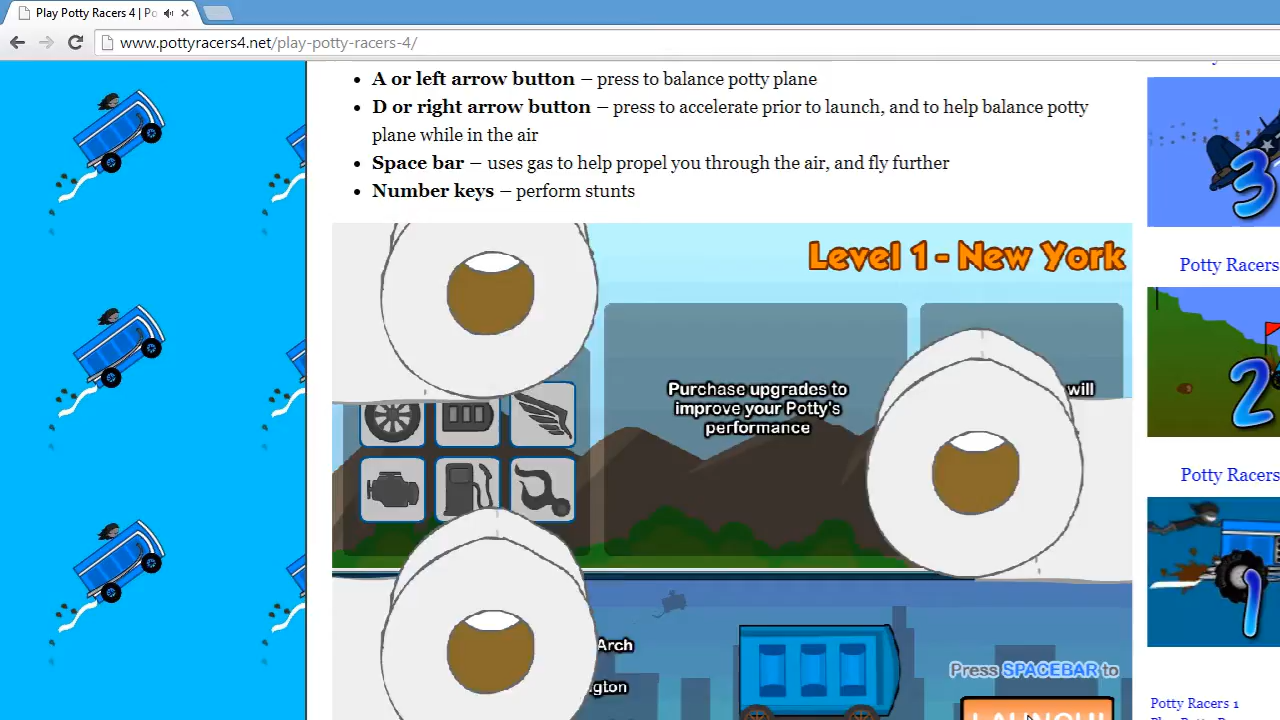 Play Potty Racers 4 | Po
www.pottyracers4.net/play-potty-racers-4/
A or left arrow button – press to balance potty plane
D or right arrow button – press to accelerate prior to launch, and to help balance potty
plane while in the air
Space bar – uses gas to help propel you through the air, and fly further
Number keys – perform stunts
Level 1 - New York
Purchase upgrades to
improve your Potty's
performance
will
Arch
gton
Press SPACEBAR to
LAUNCH!
3
Potty Racers
2
Potty Racers
1
Potty Racers 1